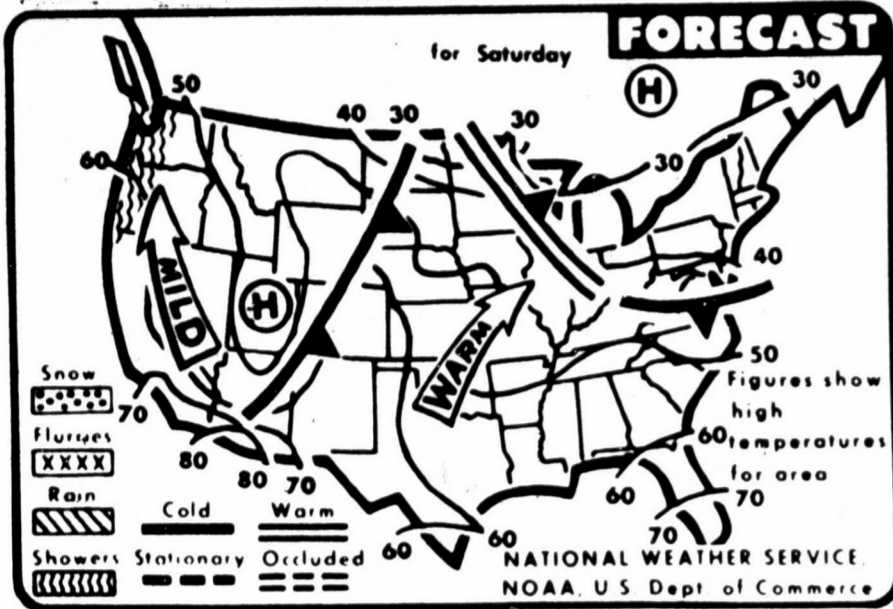 FORECAST
for Saturday
H
30
50
40 30
30
60
30
MILD
H
40
WARM
50
Snow
Figures show
70
high
Flurries
60 temperatures
80
for area
80 70
60
70
Rain
Cold Warm
70
60 60
Showers Stationary Occluded
NATIONAL WEATHER SERVICE,
NOAA, U.S. Dept. of Commerce